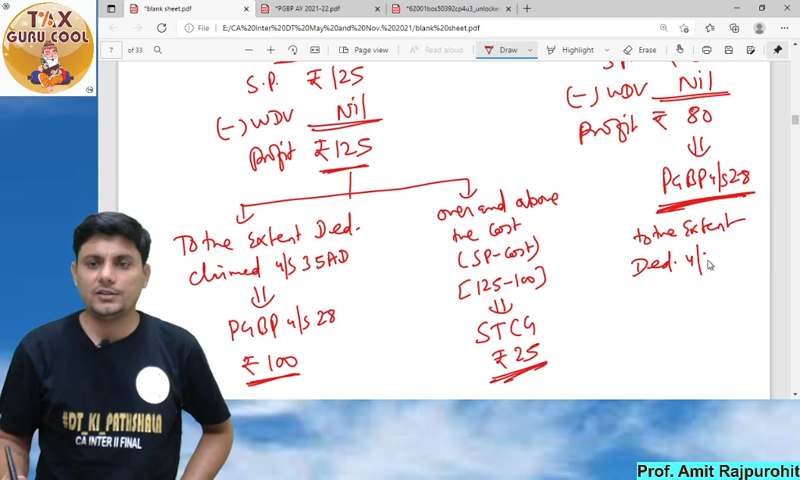 TAX
GURU COOL
*blank sheet.pdf
*PGBP AY 2021-22.pdf
*62001bos50392cp4u3_unlocke
File
E:/CA%20Inter%20DT%20May%20and%20Nov.%202021/blank%20sheet.pdf
7 of 33
Page view
Read aloud
Draw
Highlight
Erase
S.P. ₹ 125
(-) WDV Nil
Profit ₹ 125
To the Extent Ded.
claimed u/s 35AD
PGBP u/s 28
₹ 100
over and above
the Cost
(SP-Cost)
[125-100]
STCG
₹ 25
(-) WDV Nil
Profit ₹ 80
PGBP u/s 28
to the Extent
Ded. u/
#DT_KI_PATHSHALA
CA INTER II FINAL
Prof. Amit Rajpurohit